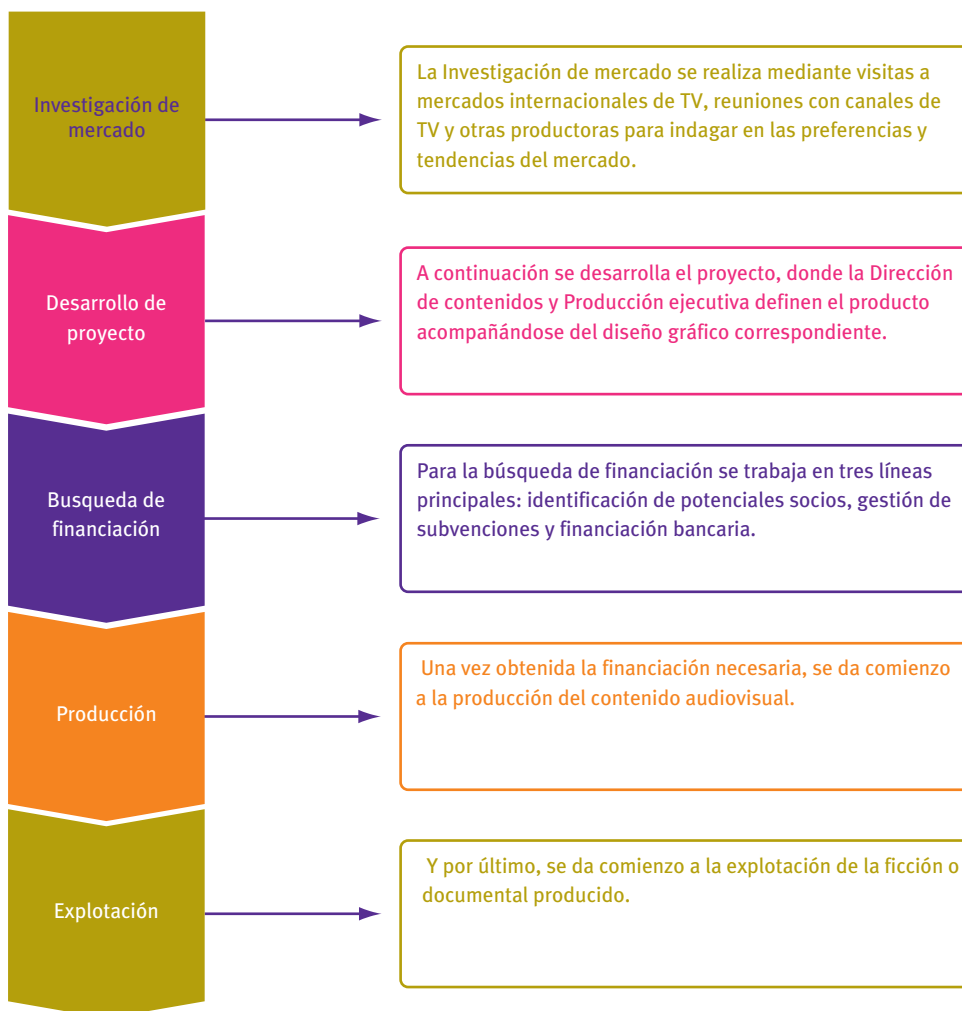 Investigación de
mercado
La Investigación de mercado se realiza mediante visitas a
mercados internacionales de TV, reuniones con canales de
TV y otras productoras para indagar en las preferencias y
tendencias del mercado.
Desarrollo de
proyecto
A continuación se desarrolla el proyecto, donde la Dirección
de contenidos y Producción ejecutiva definen el producto
acompañándose del diseño gráfico correspondiente.
Busqueda de
financiación
Para la búsqueda de financiación se trabaja en tres líneas
principales: identificación de potenciales socios, gestión de
subvenciones y financiación bancaria.
Producción
Una vez obtenida la financiación necesaria, se da comienzo
a la producción del contenido audiovisual.
Explotación
Y por último, se da comienzo a la explotación de la ficción o
documental producido.